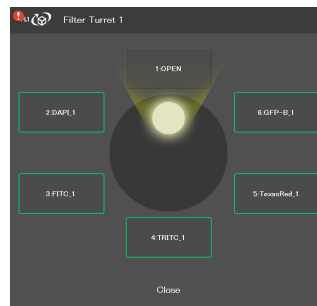 Filter Turret 1
1:OPEN
2:DAPI_1
6:GFP-B_1
3:FITC_1
5:TexasRed_1
4:TRITC_1
Close